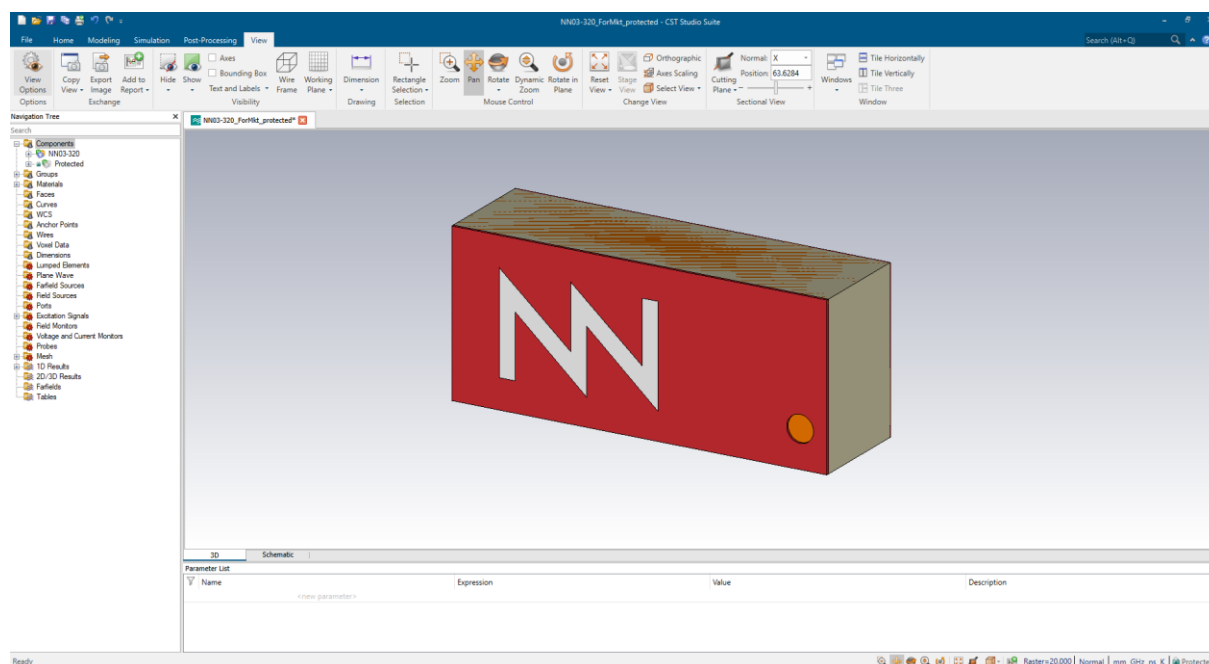 NN03-320_ForMkt_protected - CST Studio Suite
File Home Modeling Simulation Post-Processing View Search (Alt+Q)
View Options
Copy View
Export Image
Add to Report
Hide
Show
Axes
Bounding Box
Text and Labels
Wire Frame
Working Plane
Dimension
Rectangle Selection
Zoom
Pan
Rotate
Dynamic Zoom
Rotate in Plane
Reset View
Stage View
Orthographic
Axes Scaling
Select View
Cutting Plane
Normal: X
Position: 63.6284
Windows
Tile Horizontally
Tile Vertically
Tile Three
Options Exchange Visibility Drawing Selection Mouse Control Change View Sectional View Window
Navigation Tree
NN03-320_ForMkt_protected*
Search
Components
NN03-320
Protected
Groups
Materials
Faces
Curves
WCS
Anchor Points
Wires
Voxel Data
Dimensions
Lumped Elements
Plane Wave
Farfield Sources
Field Sources
Ports
Excitation Signals
Field Monitors
Voltage and Current Monitors
Probes
Mesh
1D Results
2D/3D Results
Farfields
Tables
NN
3D Schematic
Parameter List
Name Expression Value Description
<new parameter>
Ready Raster=20.000 Normal mm GHz ns K Protecte